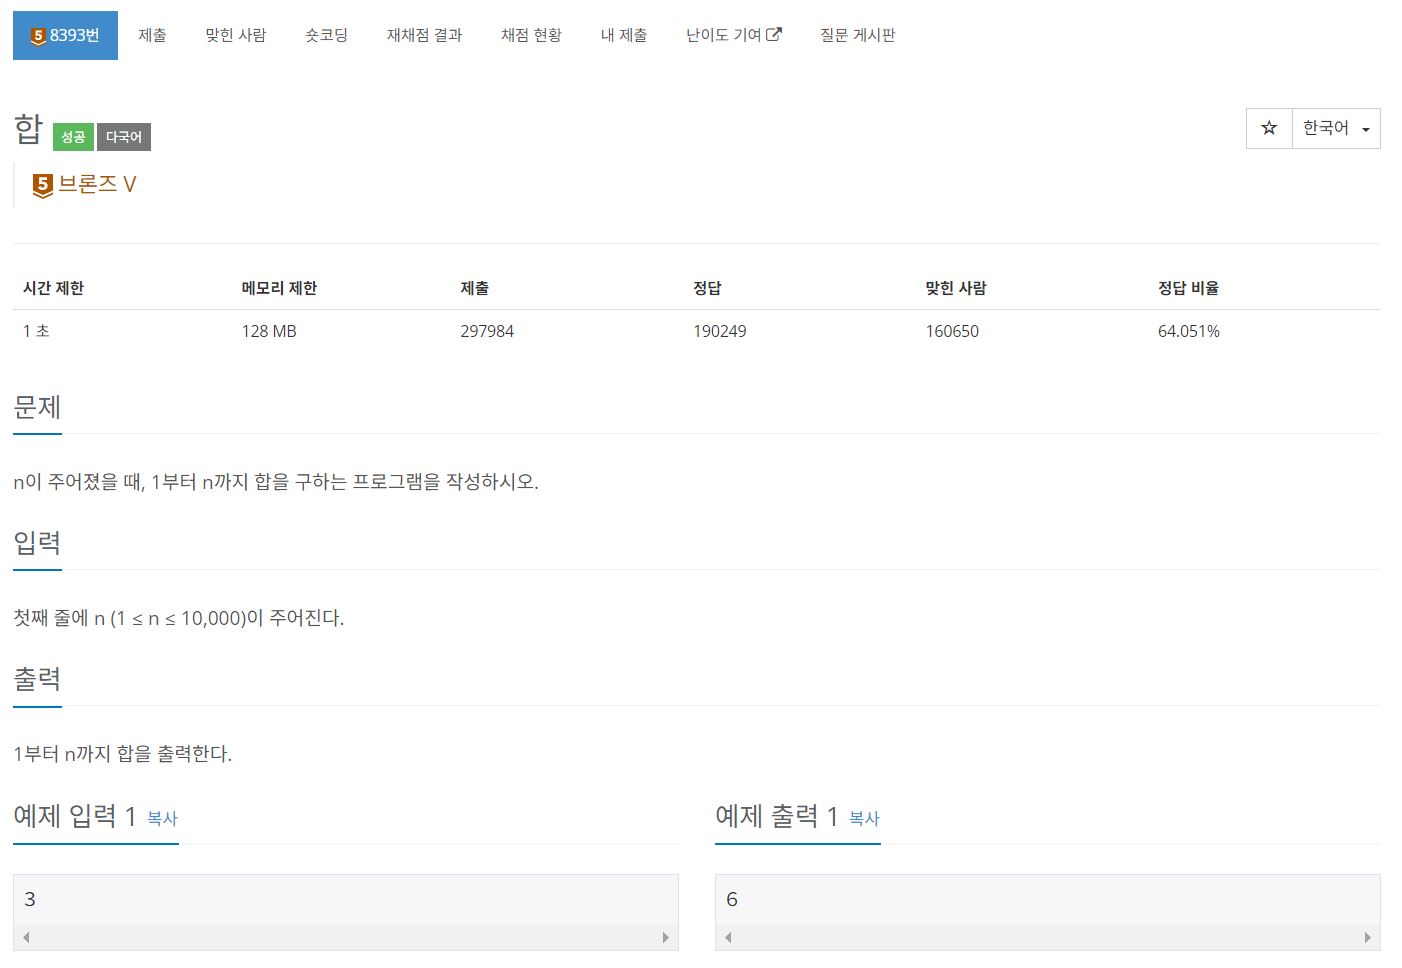 5 8393번 제출 맞힌 사람 숏코딩 재채점 결과 채점 현황 내 제출 난이도 기여 질문 게시판
합 성공 다국어 한국어
5 브론즈 V
시간 제한 메모리 제한 제출 정답 맞힌 사람 정답 비율
1 초 128 MB 297984 190249 160650 64.051%
문제
n이 주어졌을 때, 1부터 n까지 합을 구하는 프로그램을 작성하시오.
입력
첫째 줄에 n (1 ≤ n ≤ 10,000)이 주어진다.
출력
1부터 n까지 합을 출력한다.
예제 입력 1 복사 예제 출력 1 복사
3 6